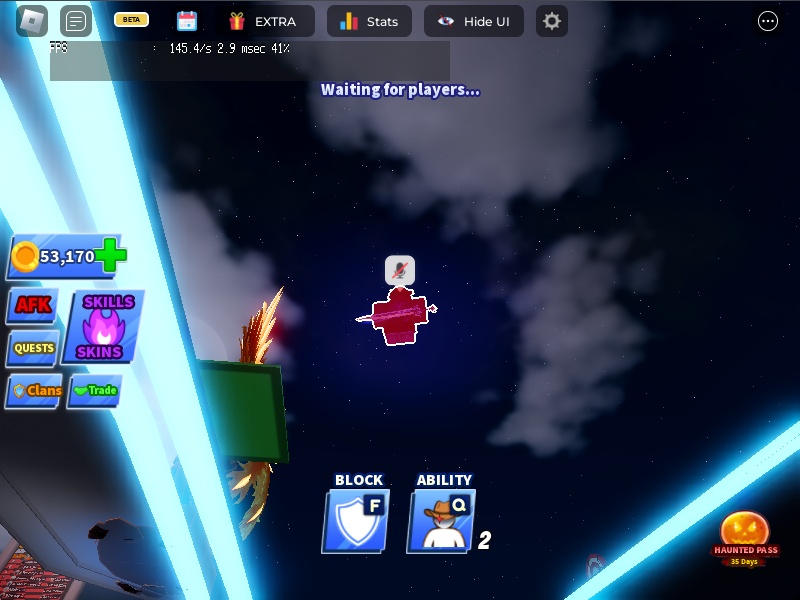 BETA
EXTRA
Stats
Hide UI
FPS : 145.4/s 2.9 msec 41%
Waiting for players...
53,170
AFK
SKILLS
SKINS
QUESTS
Clans
Trade
BLOCK
F
ABILITY
Q
2
HAUNTED PASS
35 Days